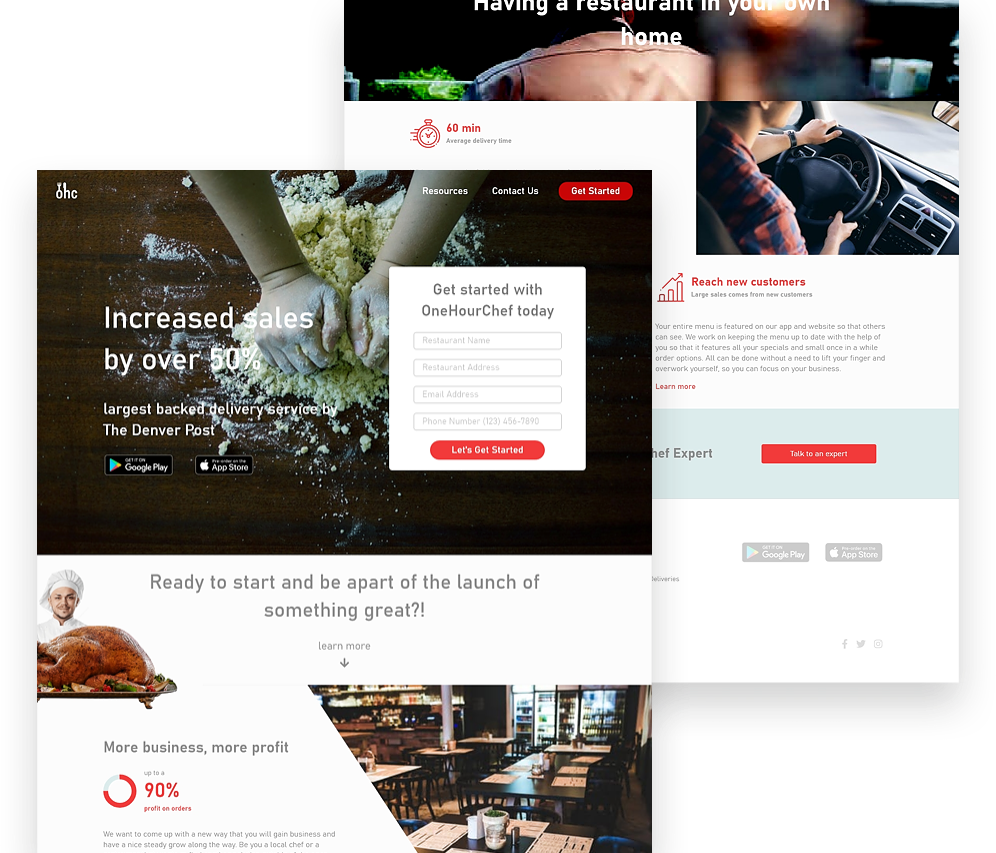 Having a restaurant in your own
home
60 min
Average delivery time
Reach new customers
Large sales comes from new customers
Your entire menu is featured on our app and website so that others
can see. We work on keeping the menu up to date with the help of
you so that it features all your specials and small once in a while
order options. All can be done without a need to lift your finger and
overwork yourself, so you can focus on your business.
Learn more
hef Expert
Talk to an expert
GET IT ON
Google Play
Pre-order on the
App Store
Deliveries
ohc
Resources
Contact Us
Get Started
Increased sales
by over 50%
largest backed delivery service by
The Denver Post
GET IT ON
Google Play
Pre-order on the
App Store
Get started with
OneHourChef today
Restaurant Name
Restaurant Address
Email Address
Phone Number (123) 456-7890
Let's Get Started
Ready to start and be apart of the launch of
something great?!
learn more
More business, more profit
up to a
90%
profit on orders
We want to come up with a new way that you will gain business and
have a nice steady grow along the way. Be you a local chef or a